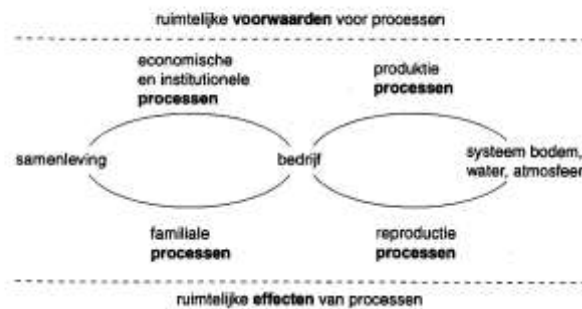 ruimtelijke voorwaarden voor processen
economische
en institutionele
processen
produktie
processen
samenleving
bedrijf
systeem bodem,
water, atmosfeer
familiale
processen
reproductie
processen
ruimtelijke effecten van processen